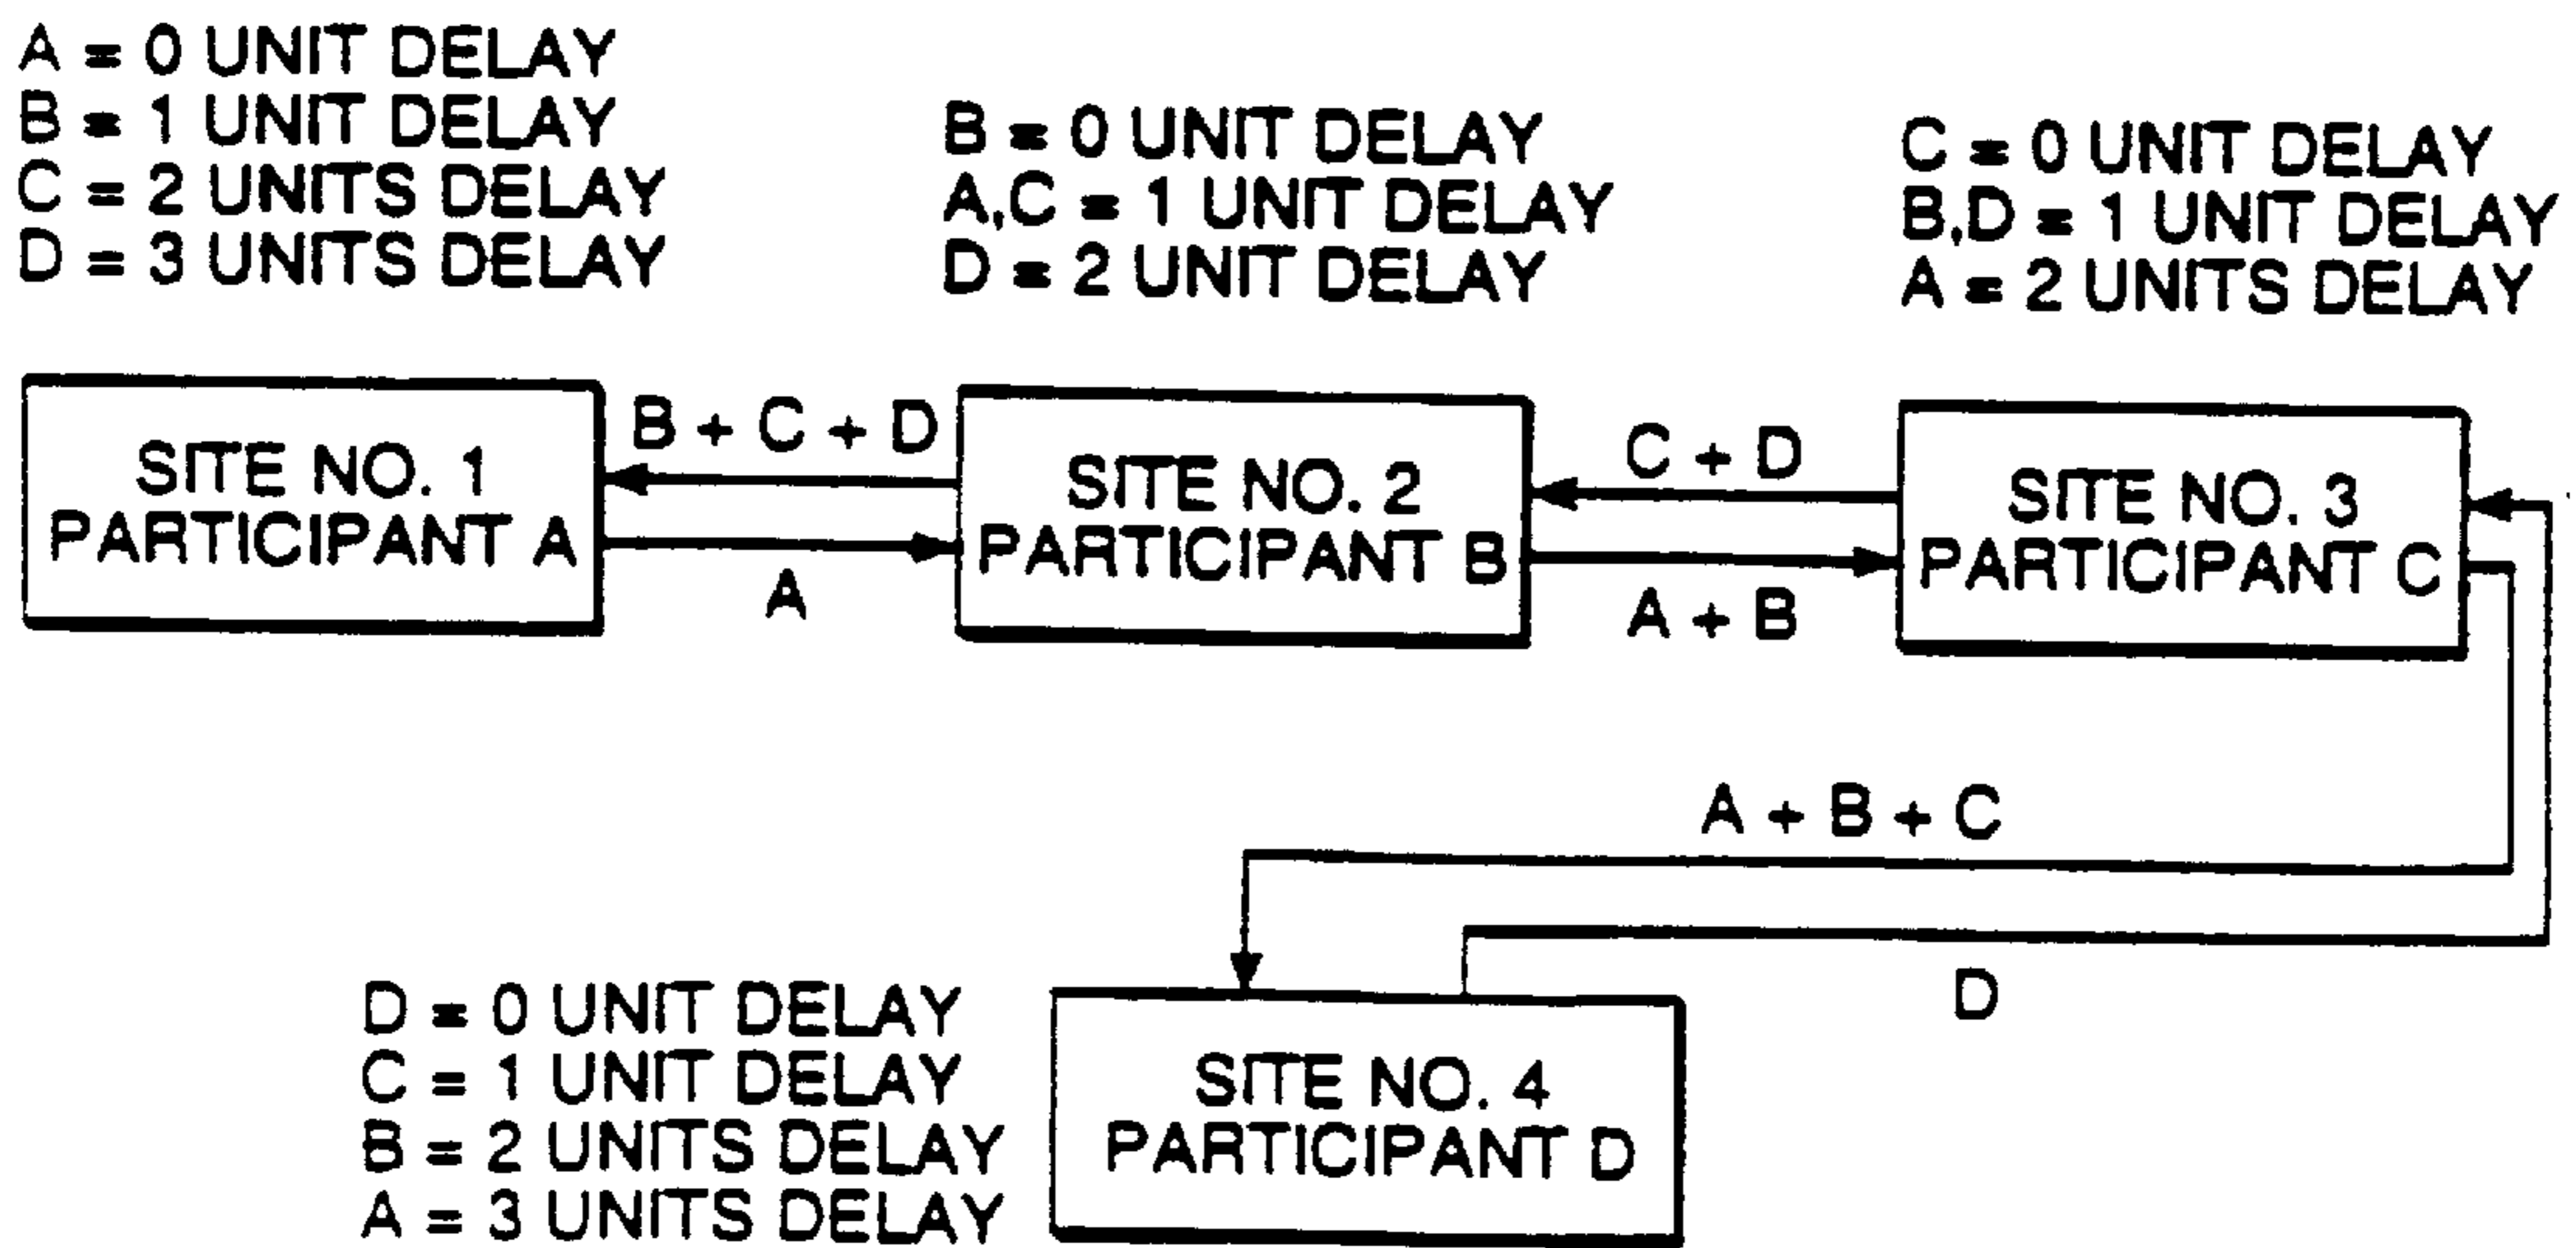 A = 0 UNIT DELAY
B = 1 UNIT DELAY
C = 2 UNITS DELAY
D = 3 UNITS DELAY
B = 0 UNIT DELAY
A,C = 1 UNIT DELAY
D = 2 UNIT DELAY
C = 0 UNIT DELAY
B,D = 1 UNIT DELAY
A = 2 UNITS DELAY
SITE NO. 1
PARTICIPANT A
B + C + D
A
SITE NO. 2
PARTICIPANT B
C + D
A + B
SITE NO. 3
PARTICIPANT C
A + B + C
D
D = 0 UNIT DELAY
C = 1 UNIT DELAY
B = 2 UNITS DELAY
A = 3 UNITS DELAY
SITE NO. 4
PARTICIPANT D